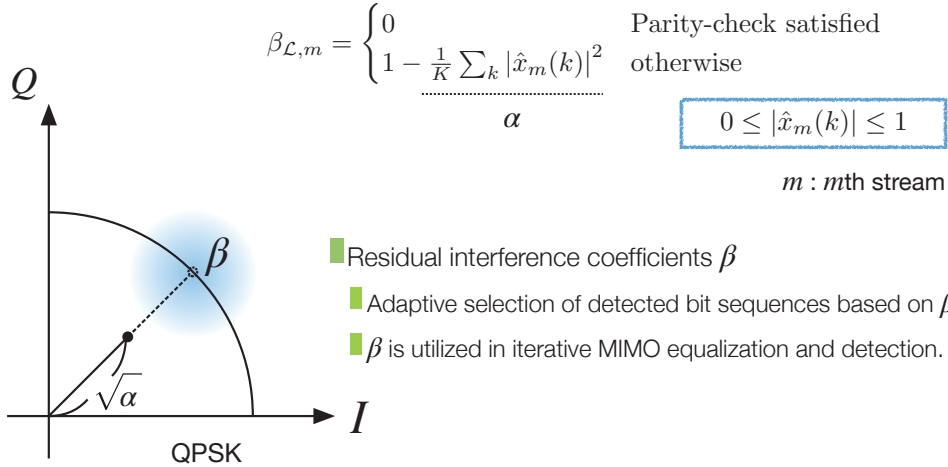 β_{ℒ,m} = { 0 Parity-check satisfied
1 − \frac{1}{K} ∑_k |x̂_m(k)|^2 otherwise
α
0 ≤ |x̂_m(k)| ≤ 1
m : mth stream
Q
β
√α
I
QPSK
Residual interference coefficients β
Adaptive selection of detected bit sequences based on
β is utilized in iterative MIMO equalization and detection.